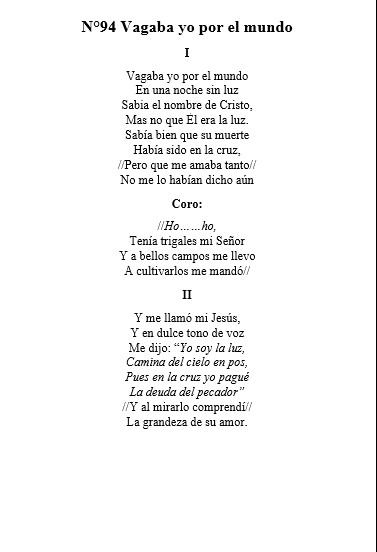 N°94 Vagaba yo por el mundo
I
Vagaba yo por el mundo
En una noche sin luz
Sabia el nombre de Cristo,
Mas no que Él era la luz.
Sabía bien que su muerte
Había sido en la cruz,
//Pero que me amaba tanto//
No me lo habían dicho aún
Coro:
//Ho……ho,
Tenía trigales mi Señor
Y a bellos campos me llevo
A cultivarlos me mandó//
II
Y me llamó mi Jesús,
Y en dulce tono de voz
Me dijo: “Yo soy la luz,
Camina del cielo en pos,
Pues en la cruz yo pagué
La deuda del pecador”
//Y al mirarlo comprendí//
La grandeza de su amor.